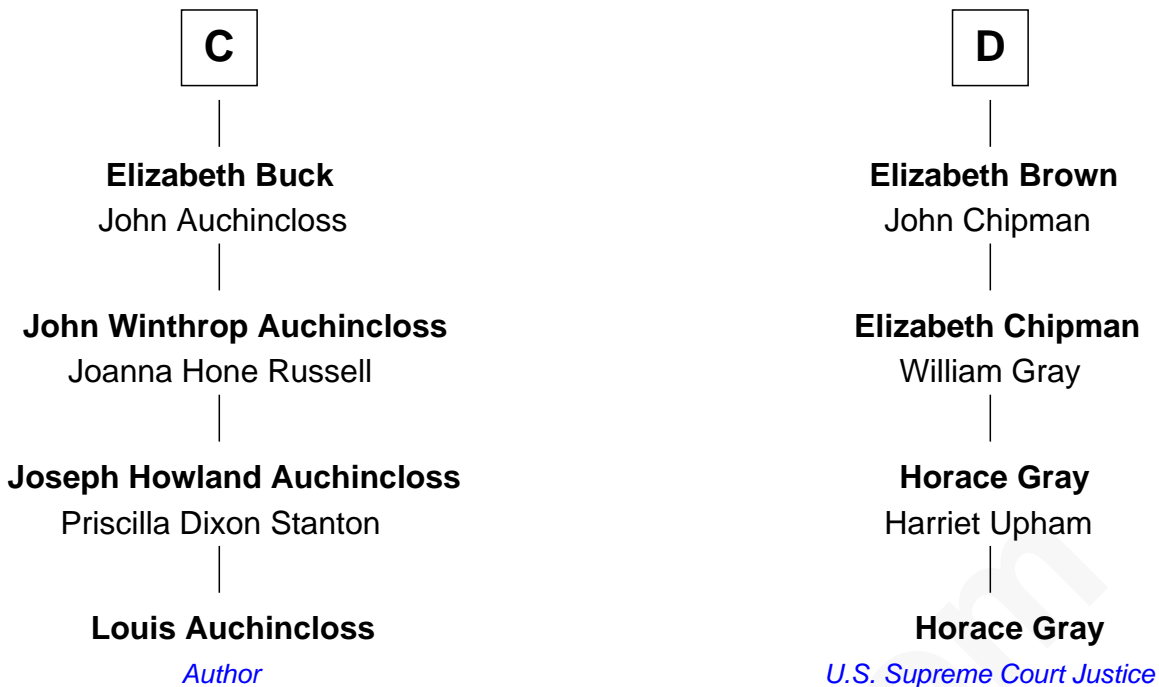 C
Elizabeth Buck
John Auchincloss
John Winthrop Auchincloss
Joanna Hone Russell
Joseph Howland Auchincloss
Priscilla Dixon Stanton
Louis Auchincloss
Author
D
Elizabeth Brown
John Chipman
Elizabeth Chipman
William Gray
Horace Gray
Harriet Upham
Horace Gray
U.S. Supreme Court Justice